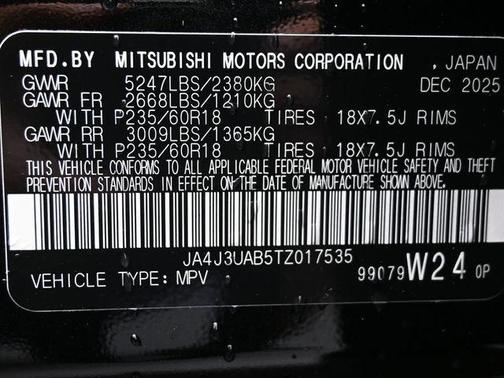 MFD.BY MITSUBISHI MOTORS CORPORATION , JAPAN
GVWR 5247LBS/2380KG DEC 2025
GAWR FR 2668LBS/1210KG
WITH P235/60R18 TIRES 18X7.5J RIMS
GAWR RR 3009LBS/1365KG
WITH P235/60R18 TIRES 18X7.5J RIMS
THIS VEHICLE CONFORMS TO ALL APPLICABLE FEDERAL MOTOR VEHICLE SAFETY AND THEFT
PREVENTION STANDARDS IN EFFECT ON THE DATE OF MANUFACTURE SHOWN ABOVE.
JA4J3UAB5TZ017535
VEHICLE TYPE: MPV 99079 W24 0P